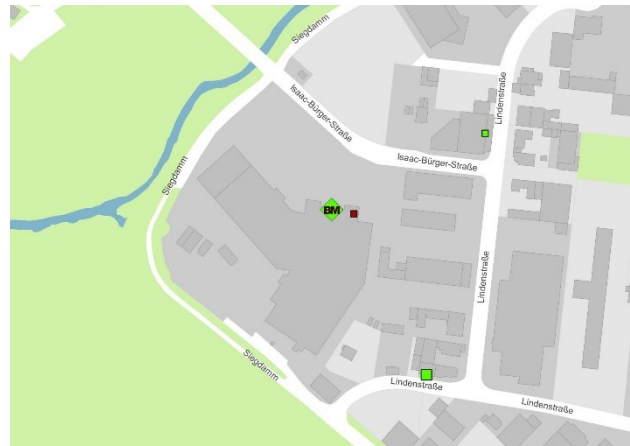 Siegdamm
Isaac-Bürger-Straße
Lindenstraße
Isaac-Bürger-Straße
Siegdamm
BM
Lindenstraße
Siegdamm
Lindenstraße
Lindenstraße